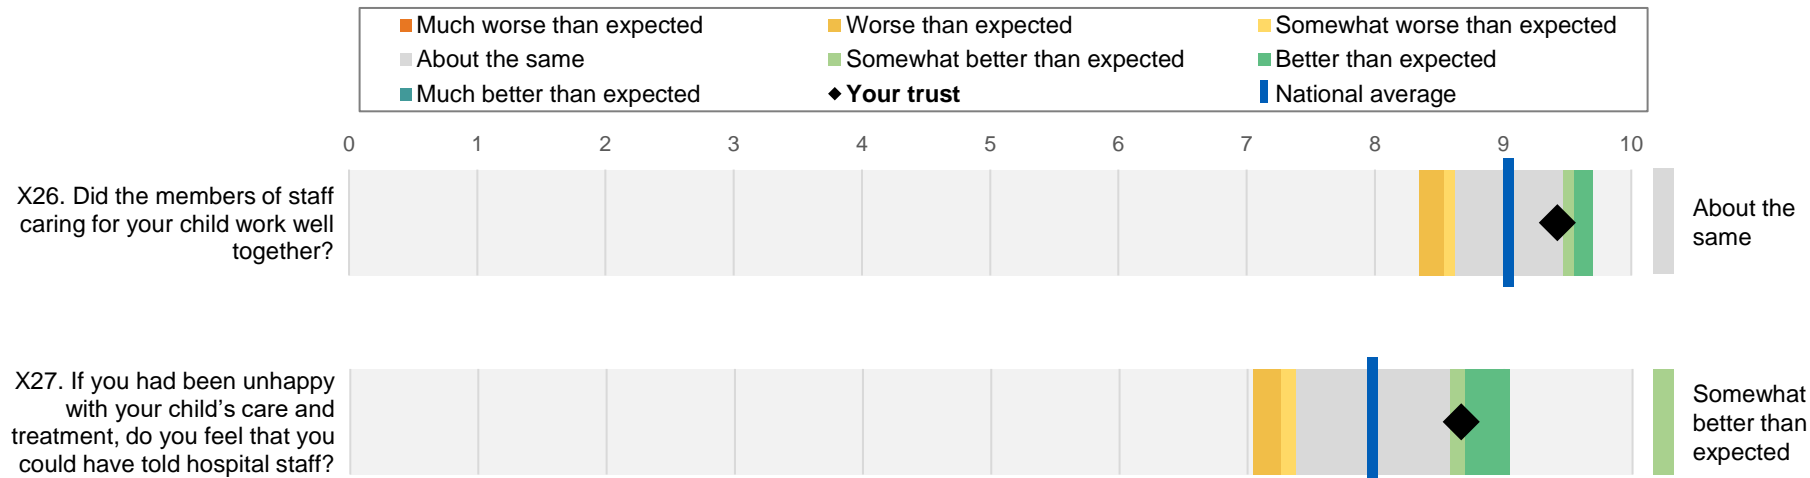 Much worse than expected
Worse than expected
Somewhat worse than expected
About the same
Somewhat better than expected
Better than expected
Much better than expected
Your trust
National average
0 1 2 3 4 5 6 7 8 9 10
X26. Did the members of staff
caring for your child work well
together?
About the
same
X27. If you had been unhappy
with your child’s care and
treatment, do you feel that you
could have told hospital staff?
Somewhat
better than
expected